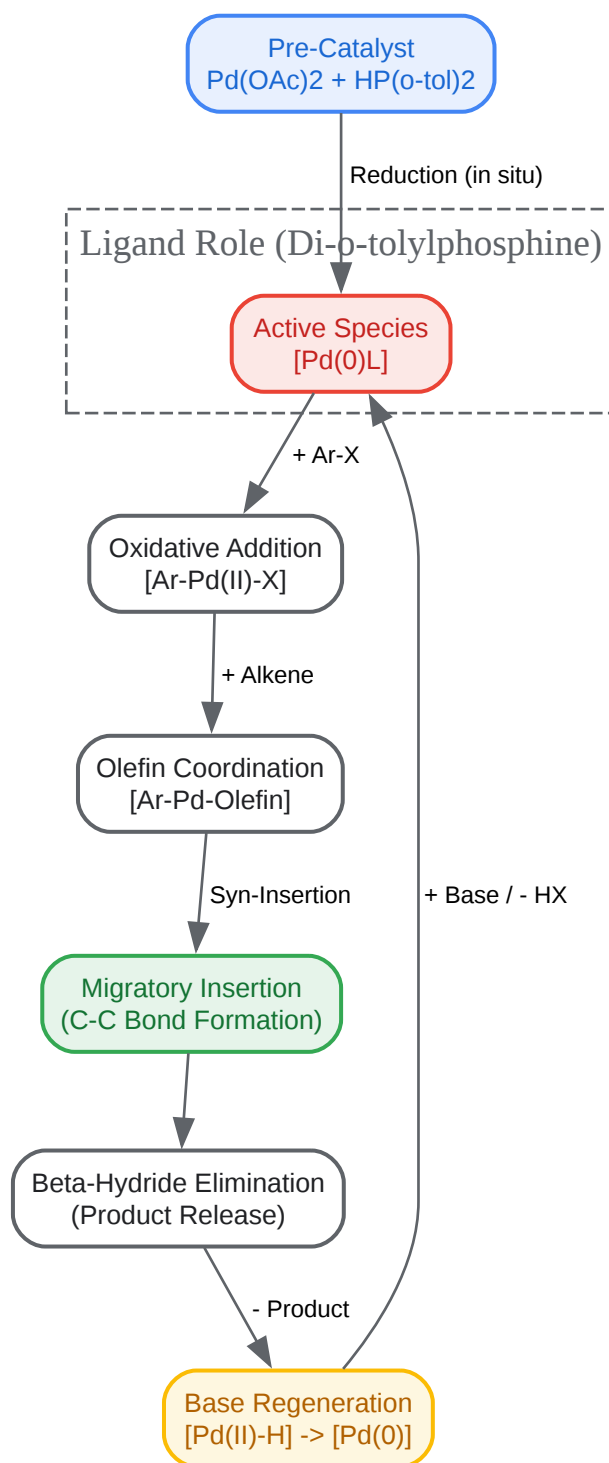 Pre-Catalyst
Pd(OAc)2 + HP(o-tol)2
Reduction (in situ)
Ligand Role (Di-o-tolylphosphine)
Active Species
[Pd(0)L]
+ Ar-X
Oxidative Addition
[Ar-Pd(II)-X]
+ Alkene
Olefin Coordination
[Ar-Pd-Olefin]
Syn-Insertion
+ Base / - HX
Migratory Insertion
(C-C Bond Formation)
Beta-Hydride Elimination
(Product Release)
- Product
Base Regeneration
[Pd(II)-H] -> [Pd(0)]